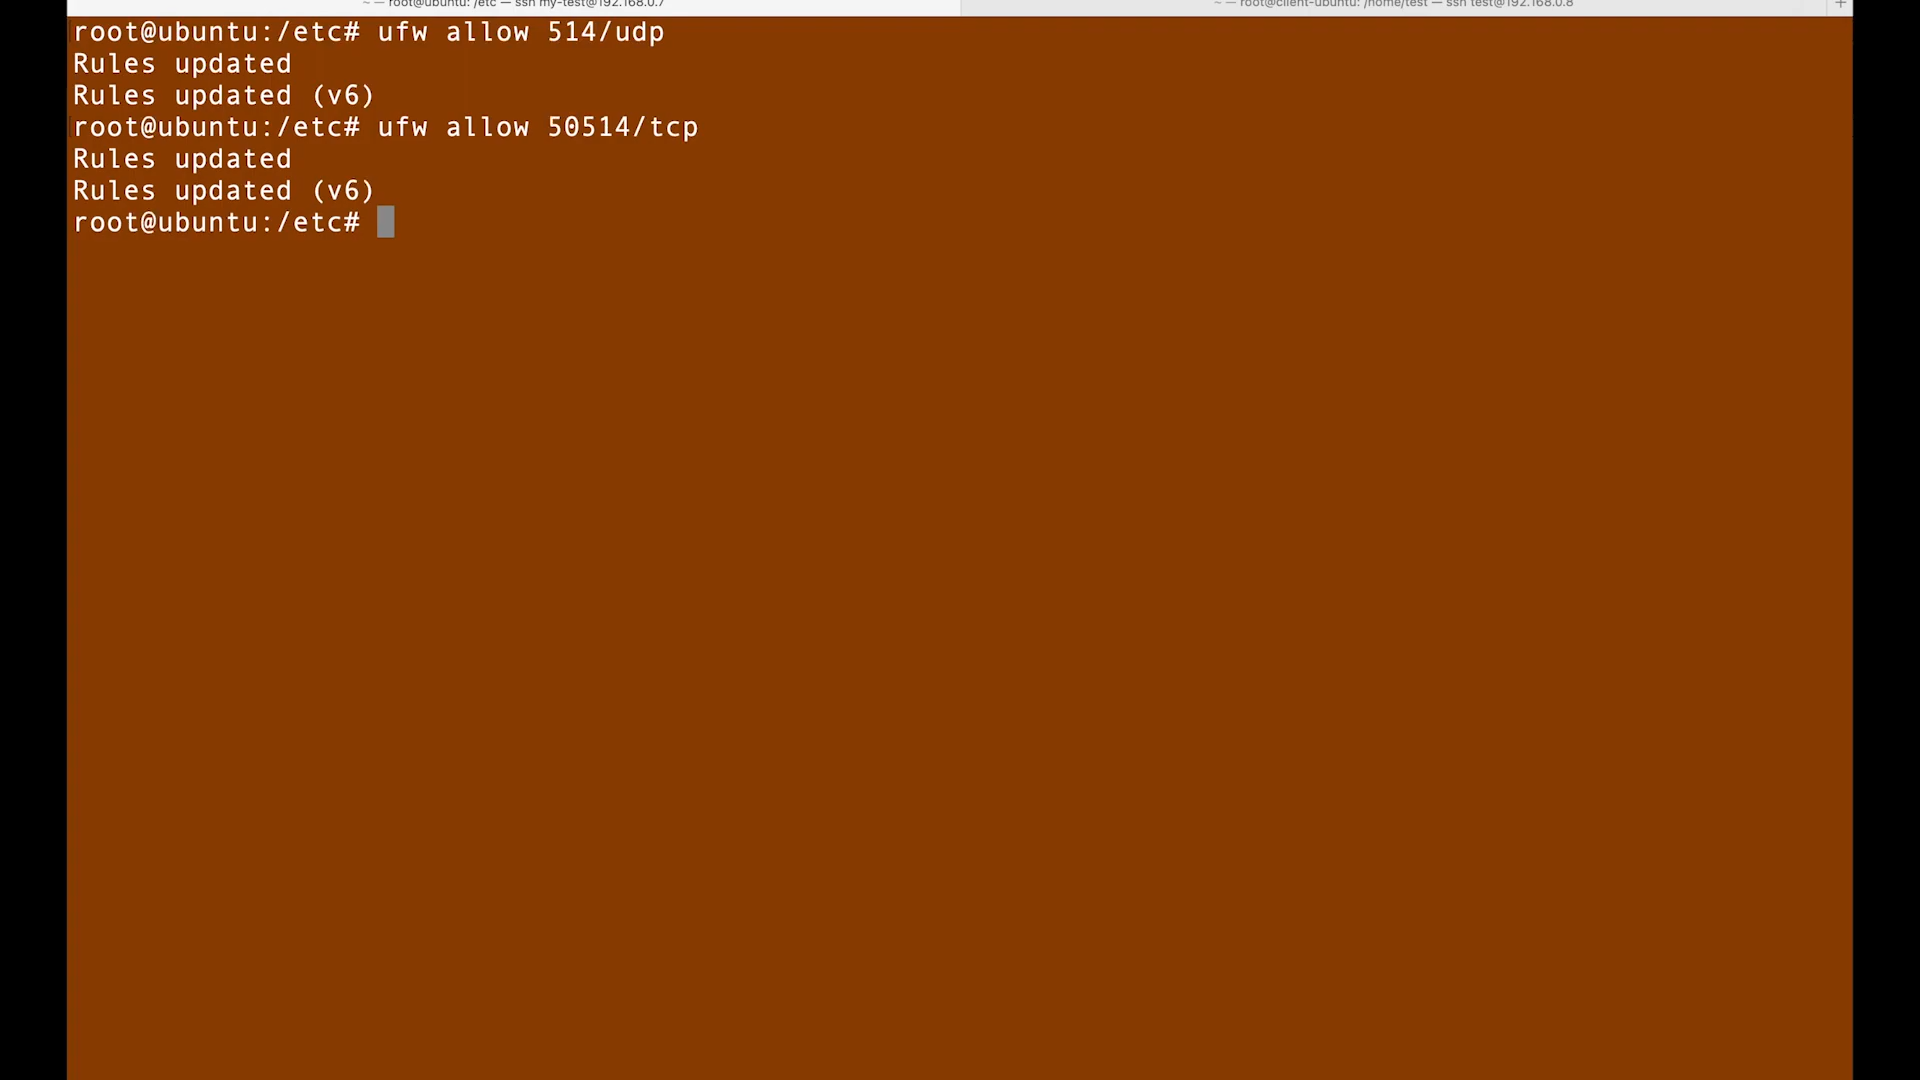 ~ — root@ubuntu: /etc — ssh my-test@192.168.0.7
~ — root@client-ubuntu: /home/test — ssh test@192.168.0.8
+
root@ubuntu:/etc# ufw allow 514/udp
Rules updated
Rules updated (v6)
root@ubuntu:/etc# ufw allow 50514/tcp
Rules updated
Rules updated (v6)
root@ubuntu:/etc#